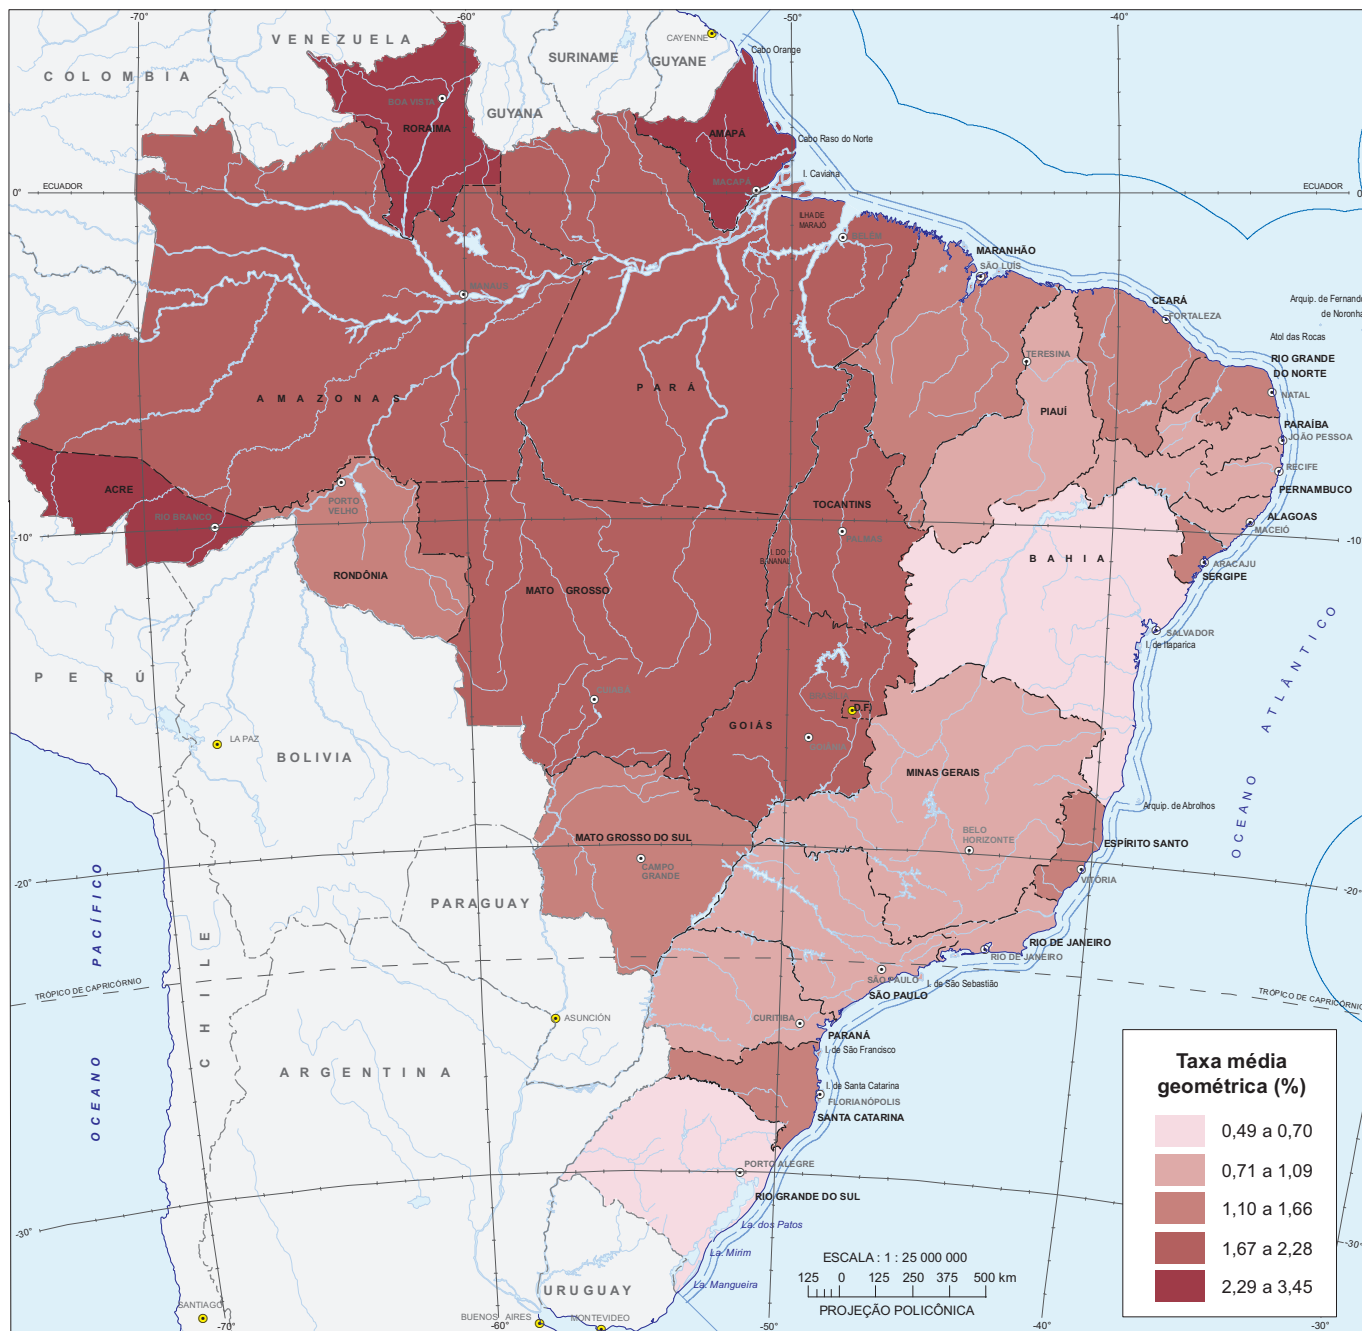 -70°
-60°
-50°
-40°
VENEZUELA
COLOMBIA
SURINAME
GUYANE
CAYENNE
Cabo Orange
GUYANA
BOA VISTA
RORAIMA
AMAPÁ
Cabo Raso do Norte
MACAPÁ
I. Caviana
0°
ECUADOR
ECUADOR
0°
ILHA DE
MARAJÓ
BELÉM
MARANHÃO
SÃO LUÍS
MANAUS
CEARÁ
FORTALEZA
Arquip. de Fernando
de Noronha
Atol das Rocas
TERESINA
RIO GRANDE
DO NORTE
NATAL
AMAZONAS
PARÁ
PIAUÍ
PARAÍBA
JOÃO PESSOA
RECIFE
PERNAMBUCO
ACRE
RIO BRANCO
PORTO
VELHO
TOCANTINS
PALMAS
ALAGOAS
MACEIÓ
-10°
-10°
RONDÔNIA
MATO GROSSO
I. DO
BANANAL
BAHIA
ARACAJU
SERGIPE
SALVADOR
I. de Itaparica
PERÚ
CUIABÁ
BRASÍLIA
D.F.
GOIÁS
GOIÂNIA
LA PAZ
BOLIVIA
OCEANO ATLÂNTICO
MINAS GERAIS
Arquip. de Abrolhos
MATO GROSSO DO SUL
CAMPO
GRANDE
BELO
HORIZONTE
ESPÍRITO SANTO
VITÓRIA
-20°
-20°
PARAGUAY
OCEANO PACÍFICO
CHILE
RIO DE JANEIRO
RIO DE JANEIRO
SÃO PAULO
I. de São Sebastião
SÃO PAULO
TRÓPICO DE CAPRICÓRNIO
TRÓPICO DE CAPRICÓRNIO
ASUNCIÓN
CURITIBA
PARANÁ
I. de São Francisco
ARGENTINA
I. de Santa Catarina
FLORIANÓPOLIS
SANTA CATARINA
PORTO ALEGRE
RIO GRANDE DO SUL
La. dos Patos
La. Mirim
La. Mangueira
-30°
-30°
URUGUAY
SANTIAGO
BUENOS AIRES
MONTEVIDEO
ESCALA : 1 : 25 000 000
125 0 125 250 375 500 km
PROJEÇÃO POLICÔNICA
Taxa média
geométrica (%)
0,49 a 0,70
0,71 a 1,09
1,10 a 1,66
1,67 a 2,28
2,29 a 3,45
-70°
-60°
-50°
-40°
-30°